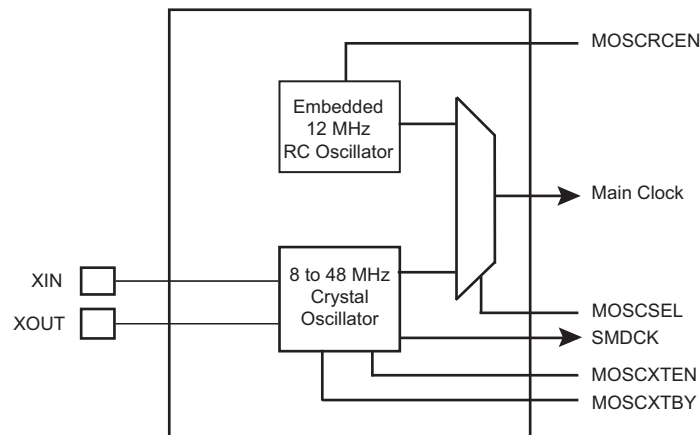 MOSCRCEN
Embedded
12 MHz
RC Oscillator
Main Clock
XIN
8 to 48 MHz
Crystal
Oscillator
XOUT
MOSCSEL
SMDCK
MOSCXTEN
MOSCXTBY